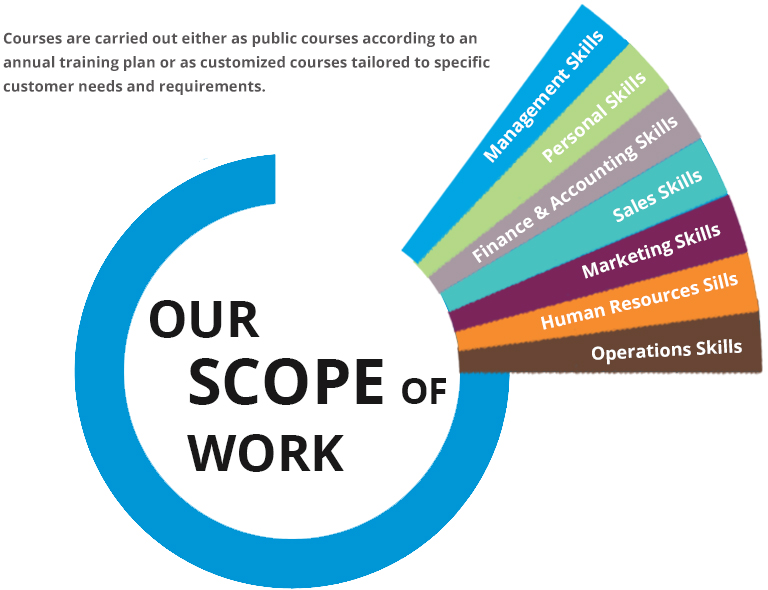 Courses are carried out either as public courses according to an
annual training plan or as customized courses tailored to specific
customer needs and requirements.
Management Skills
Personal Skills
Finance & Accounting Skills
Sales Skills
Marketing Skills
Human Resources Sills
Operations Skills
OUR
SCOPE OF
WORK